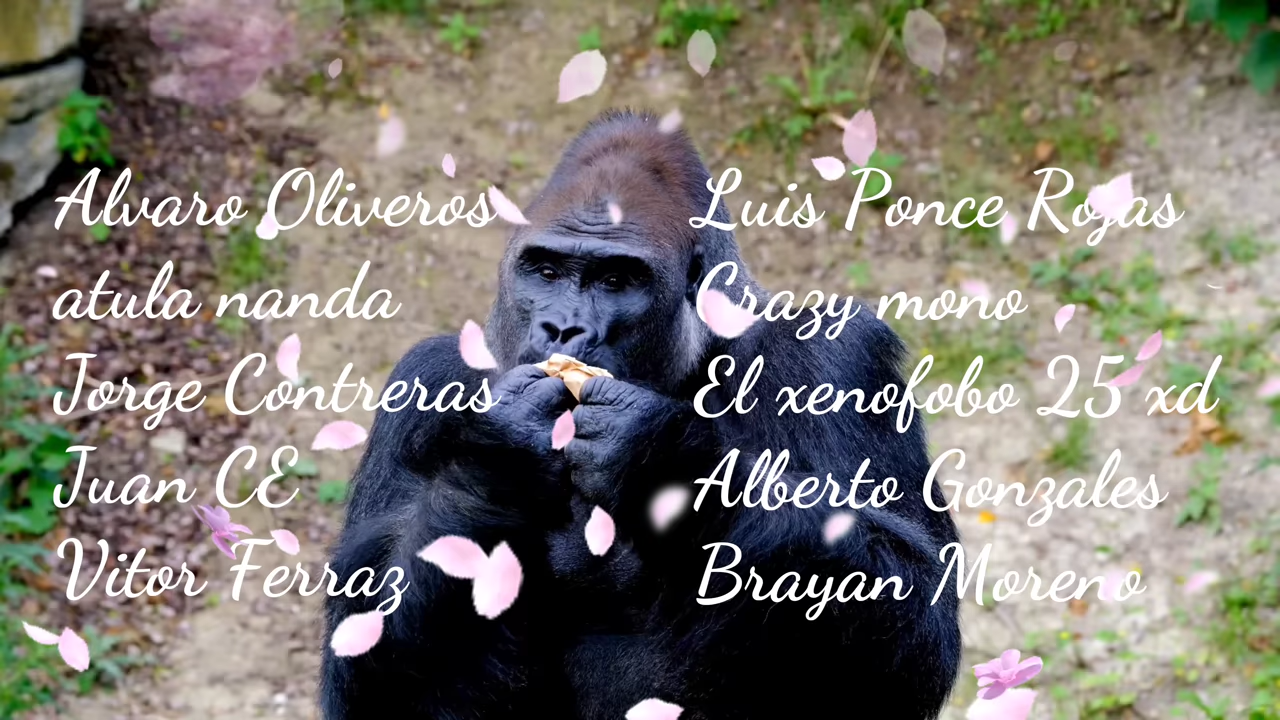 Alvaro Oliveros
atula nanda
Jorge Contreras
Juan CE
Vitor Ferraz
Luis Ponce Rojas
Crazy mono
El xenofobo 25 xd
Alberto Gonzales
Brayan Moreno